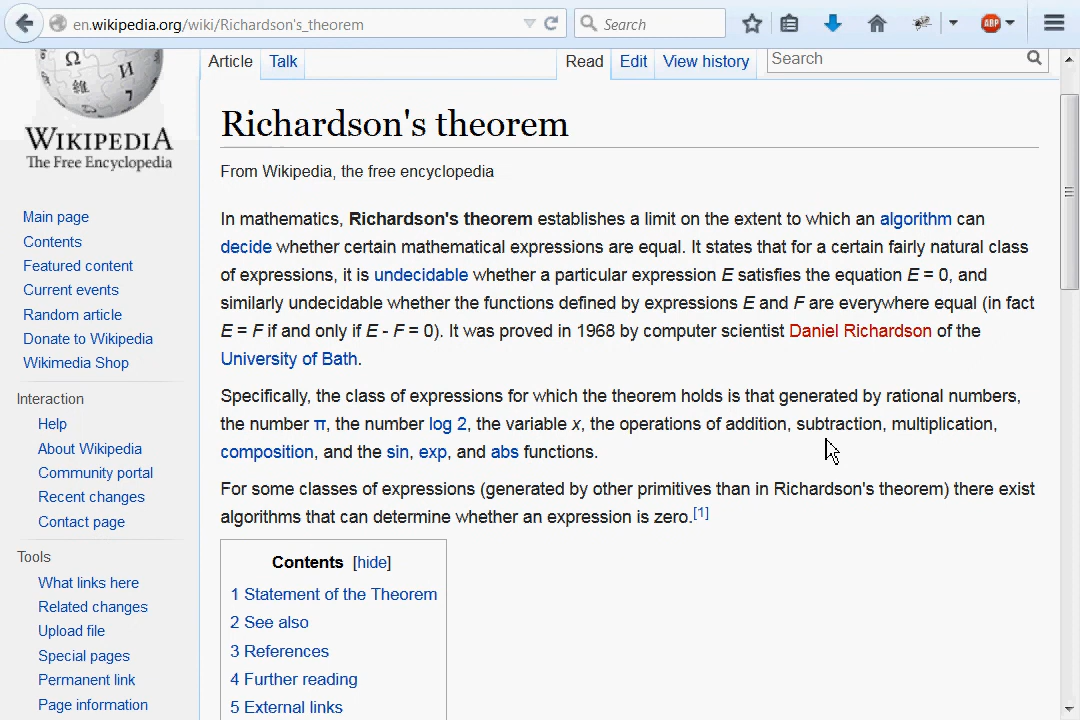 en.wikipedia.org/wiki/Richardson's_theorem
Search
ABP
Ω
И
維
7
WIKIPEDIA
The Free Encyclopedia
Article Talk
Read Edit View history
Search
Richardson's theorem
From Wikipedia, the free encyclopedia
In mathematics, Richardson's theorem establishes a limit on the extent to which an algorithm can
decide whether certain mathematical expressions are equal. It states that for a certain fairly natural class
of expressions, it is undecidable whether a particular expression E satisfies the equation E = 0, and
similarly undecidable whether the functions defined by expressions E and F are everywhere equal (in fact
E = F if and only if E - F = 0). It was proved in 1968 by computer scientist Daniel Richardson of the
University of Bath.
Specifically, the class of expressions for which the theorem holds is that generated by rational numbers,
the number π, the number log 2, the variable x, the operations of addition, subtraction, multiplication,
composition, and the sin, exp, and abs functions.
For some classes of expressions (generated by other primitives than in Richardson's theorem) there exist
algorithms that can determine whether an expression is zero.[1]
Contents [hide]
1 Statement of the Theorem
2 See also
3 References
4 Further reading
5 External links
Main page
Contents
Featured content
Current events
Random article
Donate to Wikipedia
Wikimedia Shop
Interaction
Help
About Wikipedia
Community portal
Recent changes
Contact page
Tools
What links here
Related changes
Upload file
Special pages
Permanent link
Page information